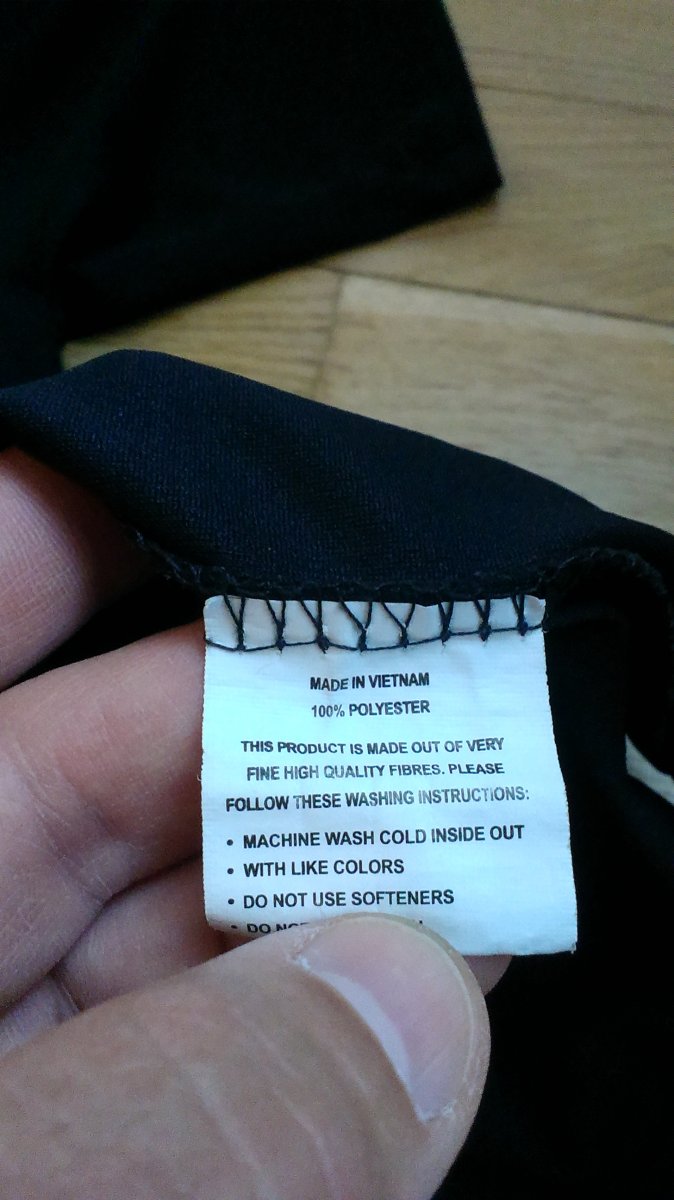 MADE IN VIETNAM
100% POLYESTER
THIS PRODUCT IS MADE OUT OF VERY
FINE HIGH QUALITY FIBRES. PLEASE
FOLLOW THESE WASHING INSTRUCTIONS:
• MACHINE WASH COLD INSIDE OUT
• WITH LIKE COLORS
• DO NOT USE SOFTENERS
• DO